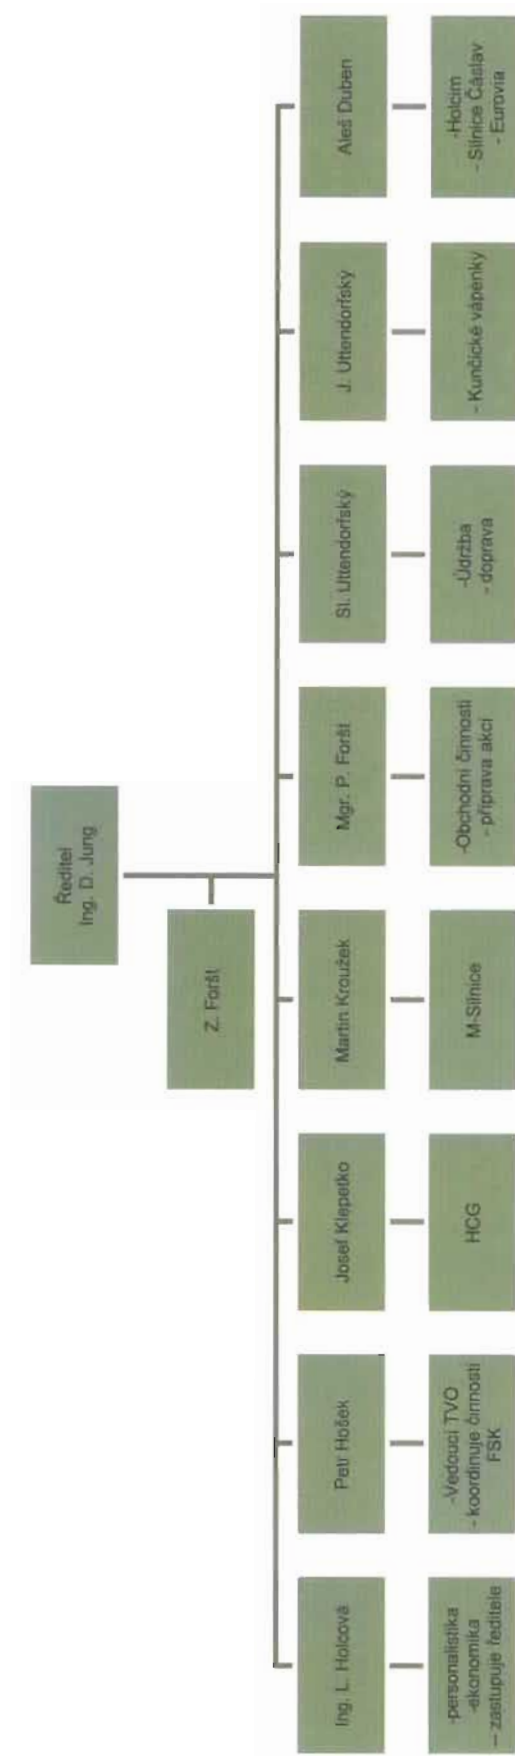 Ředitel
Ing. D. Jung
Z. Foršt
Ing. L. Holcová
Petr Hošek
Josef Klepetko
Martin Kroužek
Mgr. P. Foršt
Sl. Uttendorfský
J. Uttendorfský
Aleš Duben
-personalistika
-ekonomika
– zastupuje ředitele
-Vedoucí TVO
- koordinuje činnosti
FSK
HCG
M-Silnice
-Obchodní činnosti
- příprava akcí
-Údržba
- doprava
- Kunčické vápenky
-Holcim
- Silnice Čáslav
- Eurovia